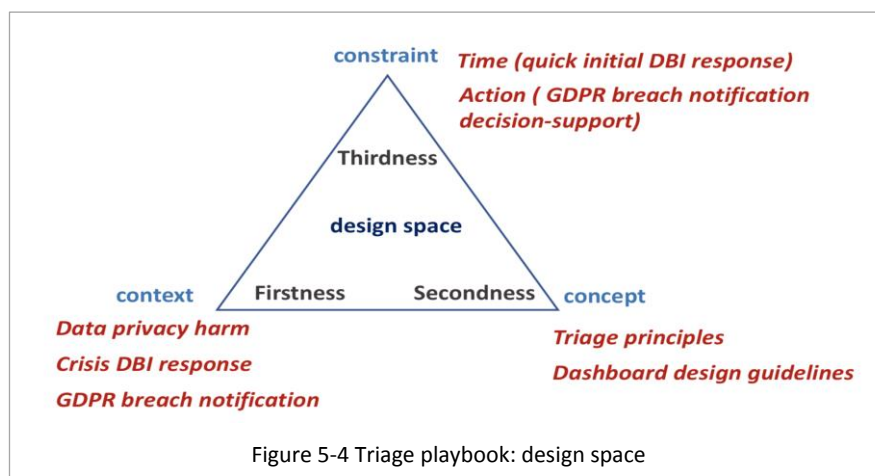 constraint Time (quick initial DBI response)
Action ( GDPR breach notification
decision-support)
Thirdness
design space
context Firstness Secondness concept
Data privacy harm
Crisis DBI response
GDPR breach notification
Triage principles
Dashboard design guidelines
Figure 5-4 Triage playbook: design space